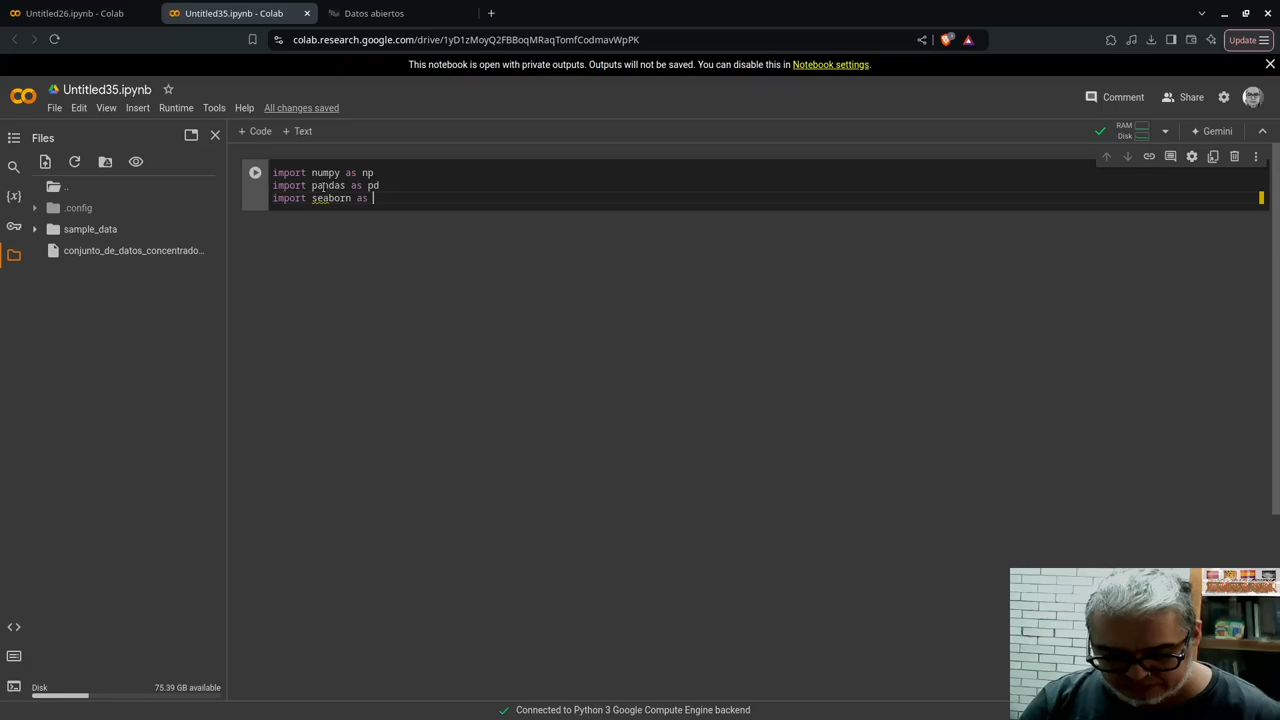 Untitled26.ipynb - Colab
Untitled35.ipynb - Colab
Datos abiertos
colab.research.google.com/drive/1yD1zMoyQ2FBBoqMRaqTomfCodmavWpPK
Update
This notebook is open with private outputs. Outputs will not be saved. You can disable this in Notebook settings.
Untitled35.ipynb
File Edit View Insert Runtime Tools Help All changes saved
Comment
Share
Files
+ Code + Text
RAM
Disk
Gemini
..
.config
sample_data
conjunto_de_datos_concentrado...
import numpy as np
import pandas as pd
import seaborn as
Disk
75.39 GB available
Connected to Python 3 Google Compute Engine backend